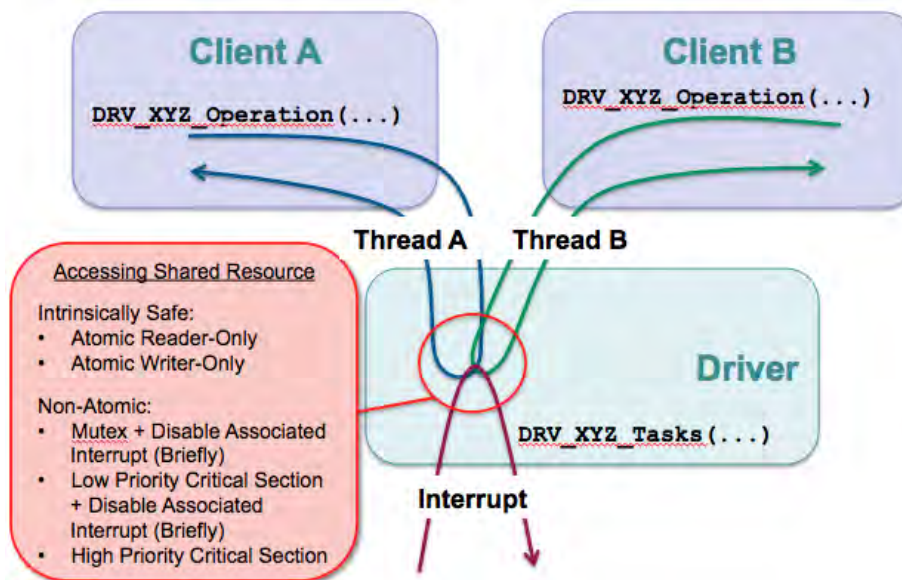 Client A
DRV_XYZ_Operation(...)
Client B
DRV_XYZ_Operation(...)
Thread A
Thread B
Accessing Shared Resource
Intrinsically Safe:
• Atomic Reader-Only
• Atomic Writer-Only
Non-Atomic:
• Mutex + Disable Associated
Interrupt (Briefly)
• Low Priority Critical Section
+ Disable Associated
Interrupt (Briefly)
• High Priority Critical Section
Driver
DRV_XYZ_Tasks(...)
Interrupt